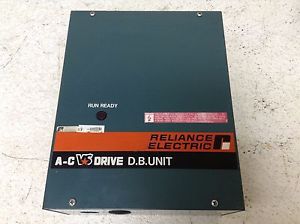 RUN READY
RELIANCE
ELECTRIC
A-C VS DRIVE D.B.UNIT